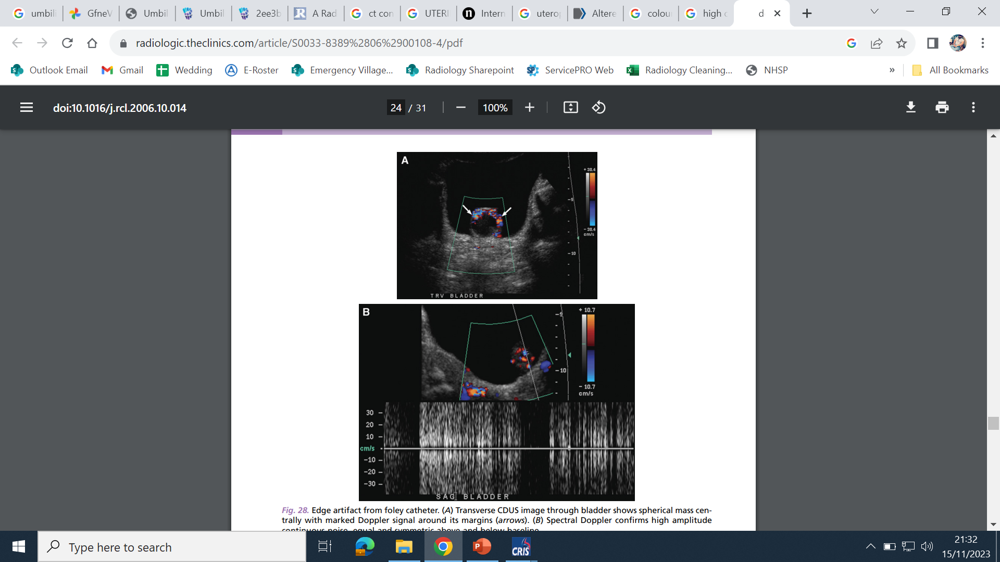 umbili
GfneV
Umbil
Umbil
2ee3b
A Rad
ct con
UTERI
Intern
uterop
Altere
colou
high c
d
radiologic.theclinics.com/article/S0033-8389%2806%2900108-4/pdf
Outlook Email
Gmail
Wedding
E-Roster
Emergency Village...
Radiology Sharepoint
ServicePRO Web
Radiology Cleaning...
NHSP
»
All Bookmarks
doi:10.1016/j.rcl.2006.10.014
24 / 31
100%
A
+ 38.4
- 38.4
cm/s
-5
-10
TRV BLADDER
B
+ 10.7
- 10.7
cm/s
-5
-10
30
20
10
cm/s
-10
-20
-30
SAG BLADDER
Fig. 28. Edge artifact from foley catheter. (A) Transverse CDUS image through bladder shows spherical mass cen-
trally with marked Doppler signal around its margins (arrows). (B) Spectral Doppler confirms high amplitude
continuous noise, equal and symmetric above and below baseline.
Type here to search
CRIS
21:32
15/11/2023